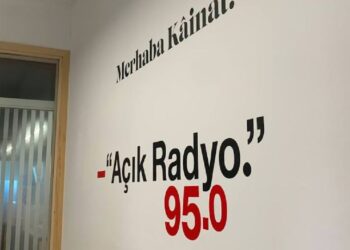 Merhaba Kâinat!
–“Açık Radyo.”
95.0